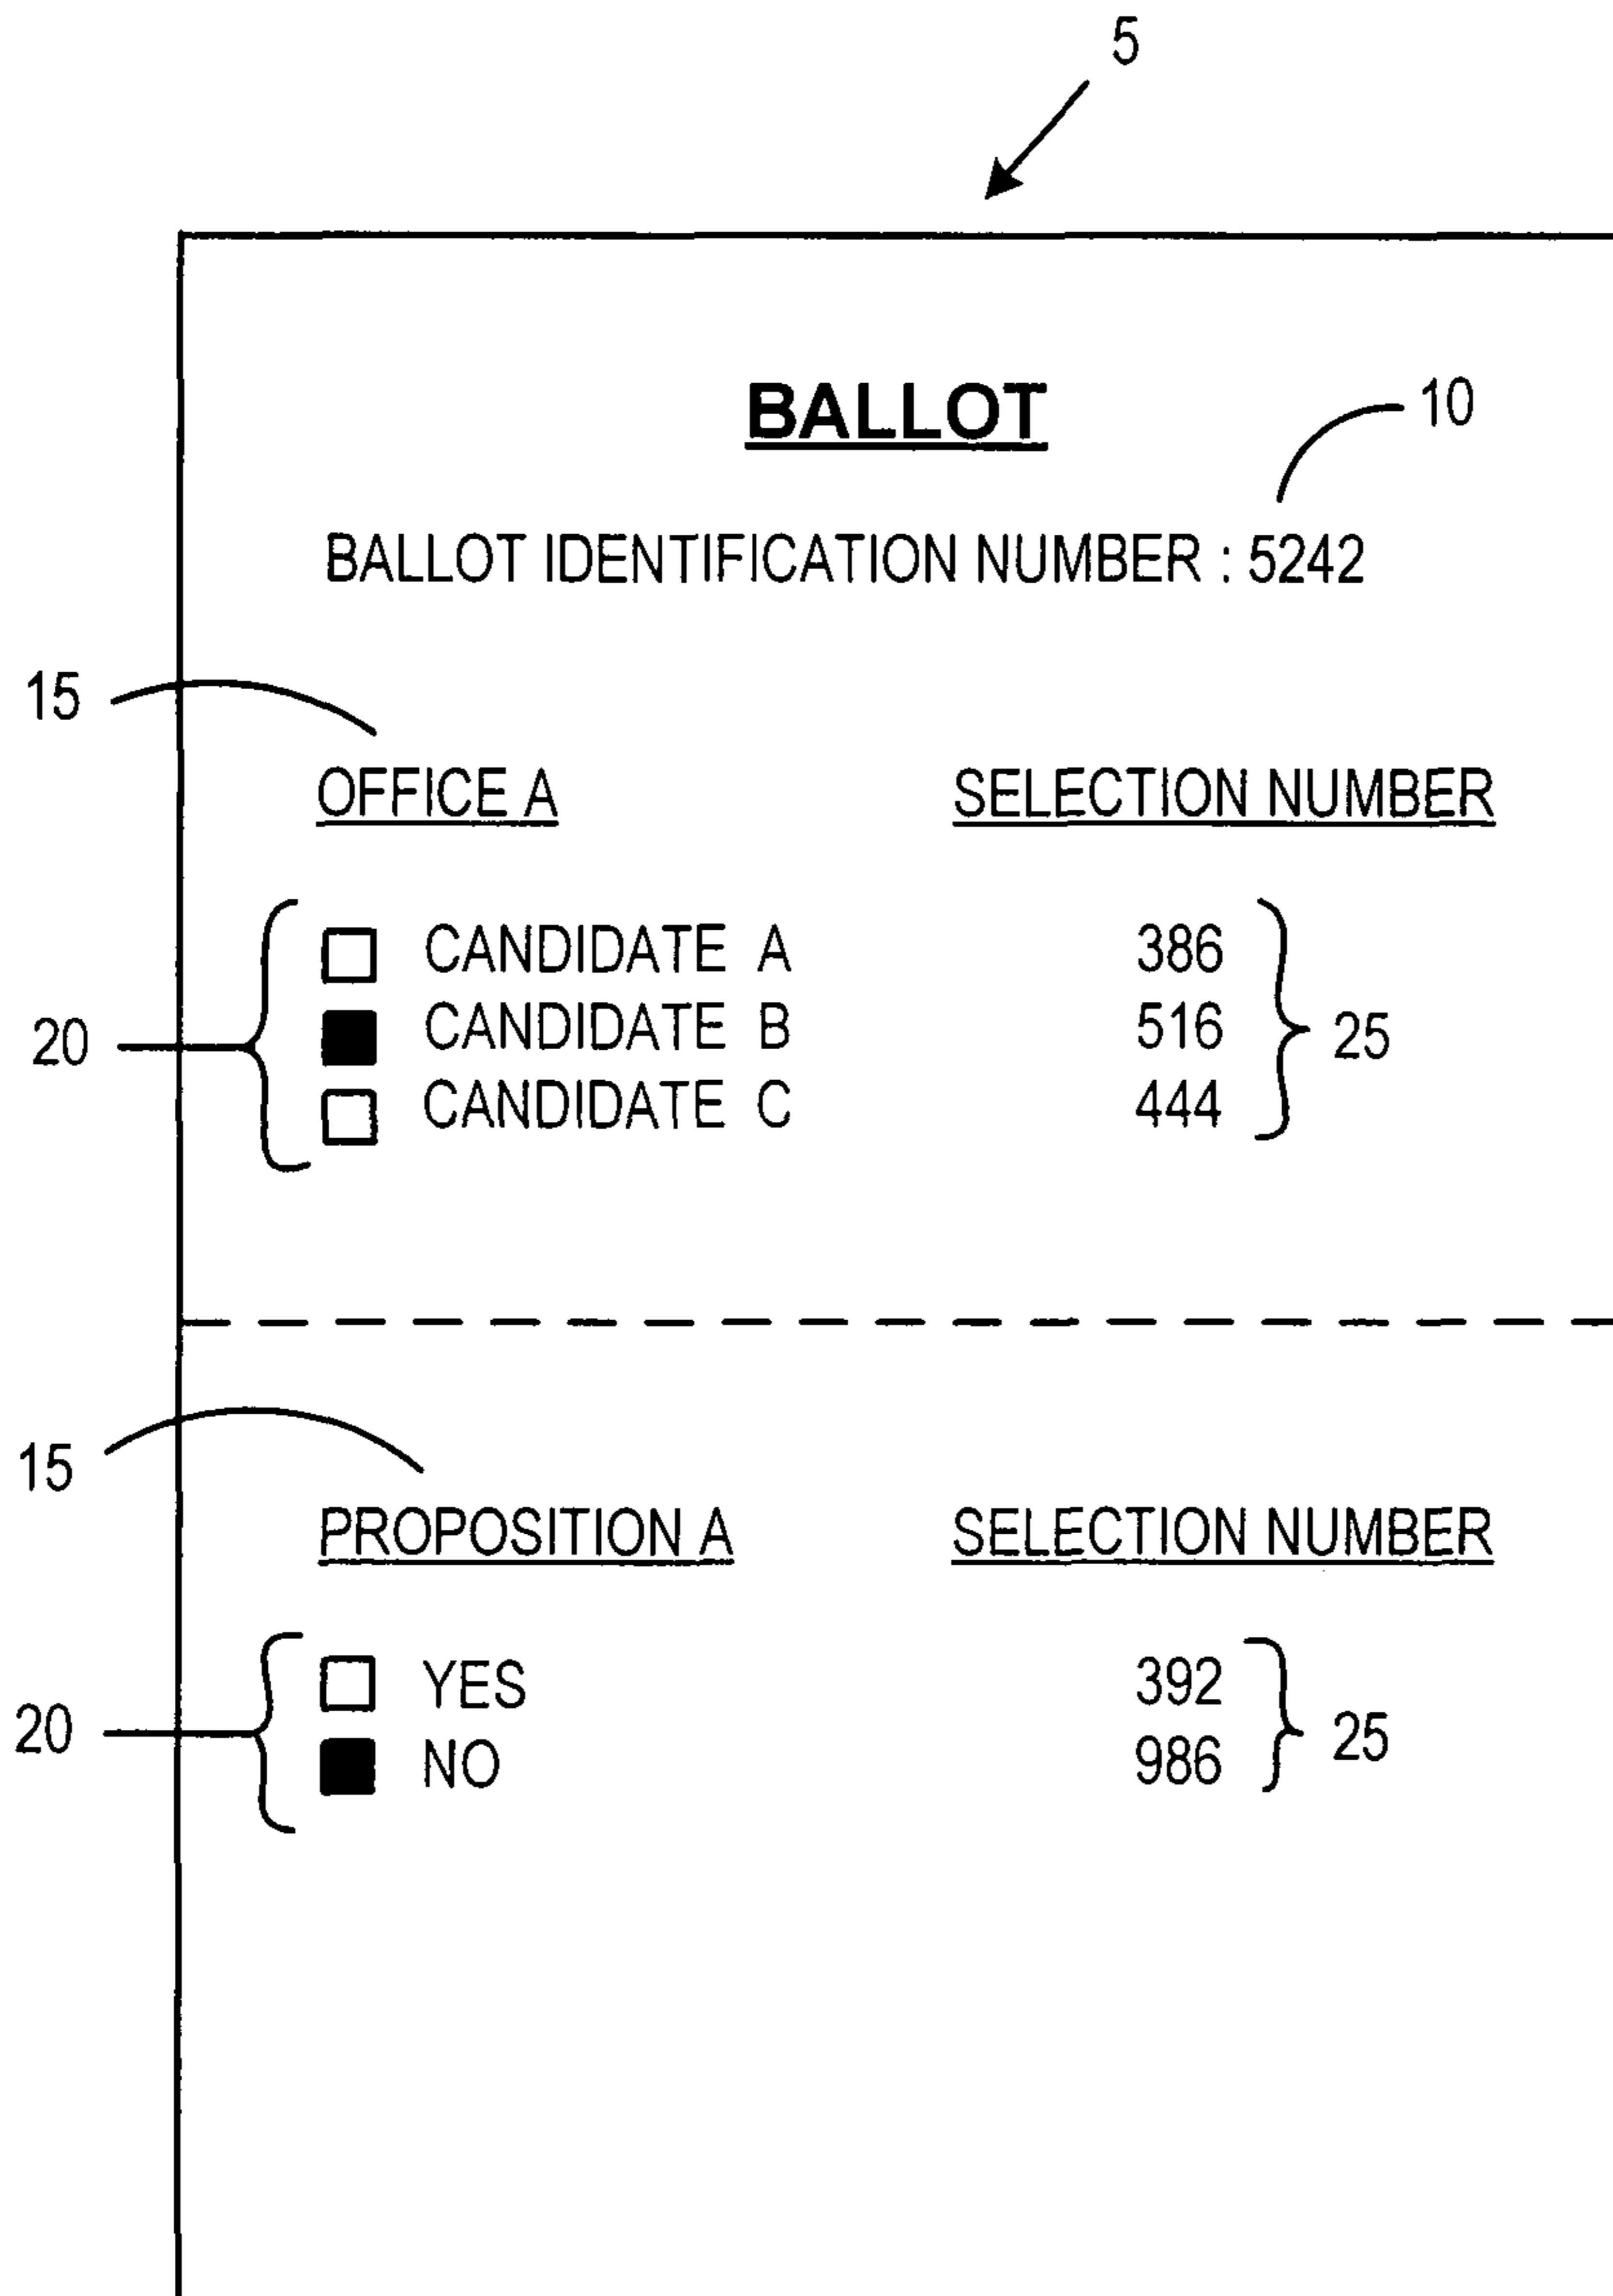 5
BALLOT
10
BALLOT IDENTIFICATION NUMBER : 5242
15
OFFICE A SELECTION NUMBER
CANDIDATE A 386
20 CANDIDATE B 516 25
CANDIDATE C 444
15
PROPOSITION A SELECTION NUMBER
YES 392
20 NO 986 25